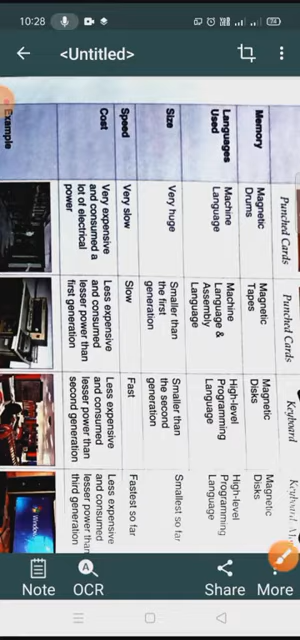 10:28
74
<Untitled>
Punched Cards
Punched Cards
Keyboard
Keyboard
Memory
Magnetic
Drums
Magnetic
Tapes
Magnetic
Disks
Magnetic
Disks
Languages
Used
Machine
Language
Machine
Language &
Assembly
Language
High-level
Programming
Language
High-level
Programming
Language
Size
Very huge
Smaller than
the first
generation
Smaller than
the second
generation
Smallest so far
Speed
Very slow
Slow
Fast
Fastest so far
Cost
Very expensive
and consumed a
lot of electrical
power
Less expensive
and consumed
lesser power than
first generation
Less expensive
and consumed
lesser power than
second generation
Less expensive
and consumed
lesser power than
third generation
Example
Note
OCR
Share
More